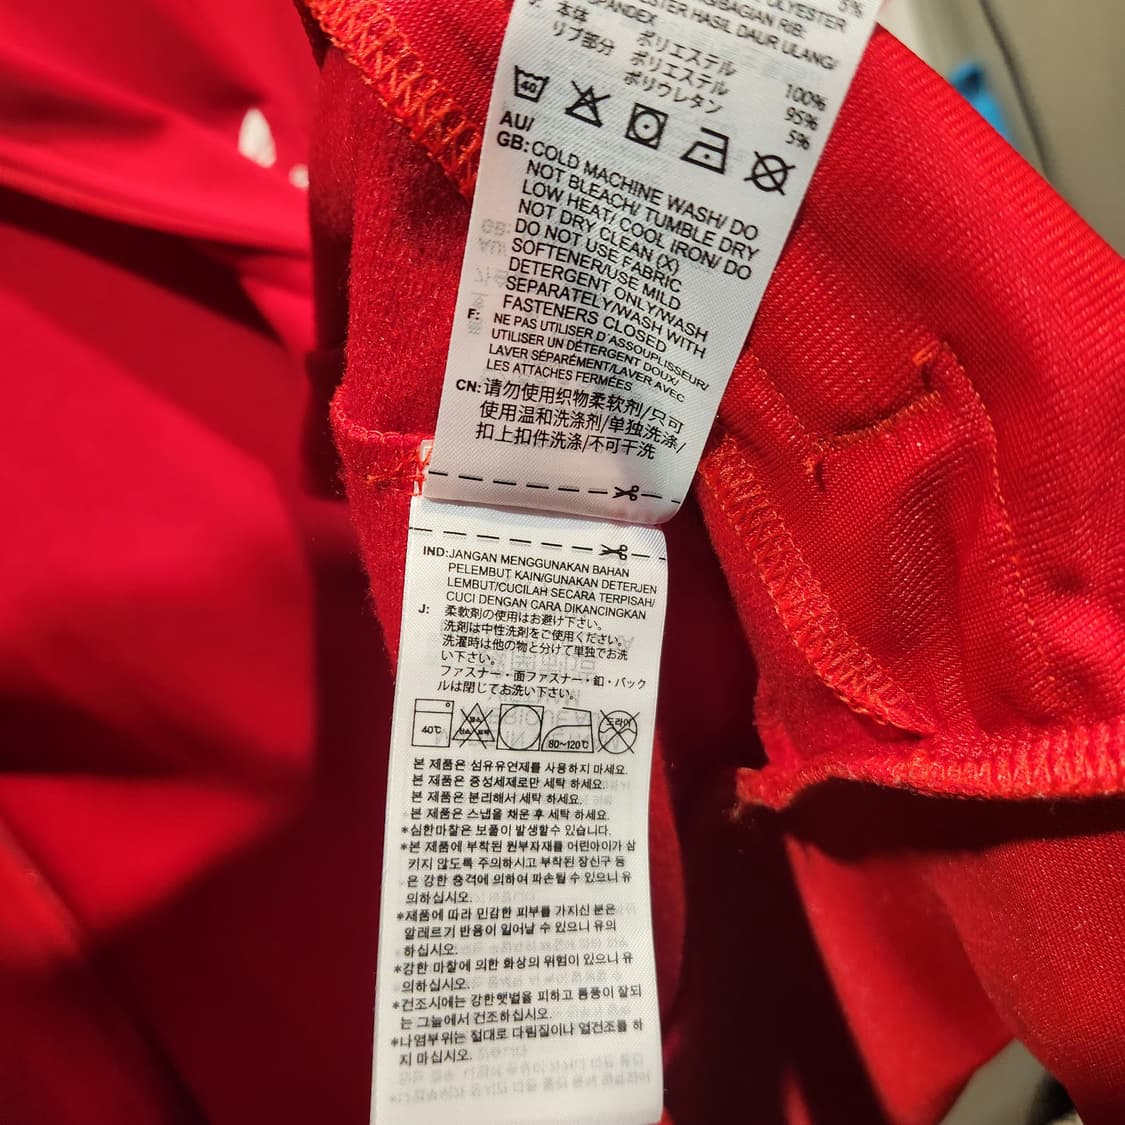 5%
POLYESTER
ESTER HASIL DAUR ULANG/
本体 ポリエステル 100%
リブ部分 ポリエステル 95%
ポリウレタン 5%
40
AU/
GB:COLD MACHINE WASH/ DO
NOT BLEACH/ TUMBLE DRY
LOW HEAT/ COOL IRON/ DO
NOT DRY CLEAN (X)
DO NOT USE FABRIC
SOFTENER/USE MILD
DETERGENT ONLY/WASH
SEPARATELY/WASH WITH
FASTENERS CLOSED
F: NE PAS UTILISER D'ASSOUPLISSEUR/
UTILISER UN DÉTERGENT DOUX/
LAVER SÉPARÉMENT/LAVER AVEC
LES ATTACHES FERMÉES
CN:请勿使用织物柔软剂/只可
使用温和洗涤剂/单独洗涤/
扣上扣件洗涤/不可干洗
IND:JANGAN MENGGUNAKAN BAHAN
PELEMBUT KAIN/GUNAKAN DETERJEN
LEMBUT/CUCILAH SECARA TERPISAH/
CUCI DENGAN CARA DIKANCINGKAN
J: 柔軟剤の使用はお避け下さい。
洗剤は中性洗剤をご使用ください。
洗濯時は他の物と分けて単独でお洗
い下さい。
ファスナー・面ファスナー・釦・バック
ルは閉じてお洗い下さい。
40℃ 80~120℃ 드라이
본 제품은 섬유유연제를 사용하지 마세요.
본 제품은 중성세제로만 세탁 하세요.
본 제품은 분리해서 세탁 하세요.
본 제품은 스냅을 채운 후 세탁 하세요.
*심한마찰은 보풀이 발생할수 있습니다.
*본 제품에 부착된 원부자재를 어린아이가 삼
키지 않도록 주의하시고 부착된 장신구 등
은 강한 충격에 의하여 파손될 수 있으니 유
의하십시오.
*제품에 따라 민감한 피부를 가지신 분은
알레르기 반응이 일어날 수 있으니 유의
하십시오.
*강한 마찰에 의한 화상의 위험이 있으니 유
의하십시오.
*건조시에는 강한햇볕을 피하고 통풍이 잘되
는 그늘에서 건조하십시오.
*나염부위는 절대로 다림질이나 열건조를 하
지 마십시오.